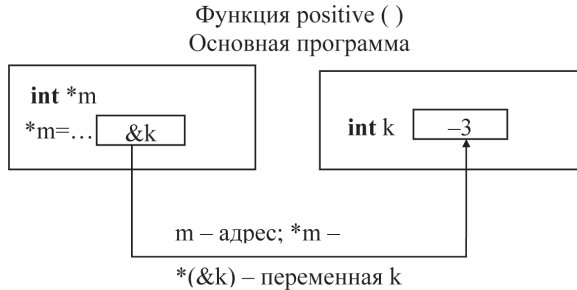 Функция positive ( )
Основная программа
int *m
*m=… &k
int k –3
m – адрес; *m –
*(&k) – переменная k